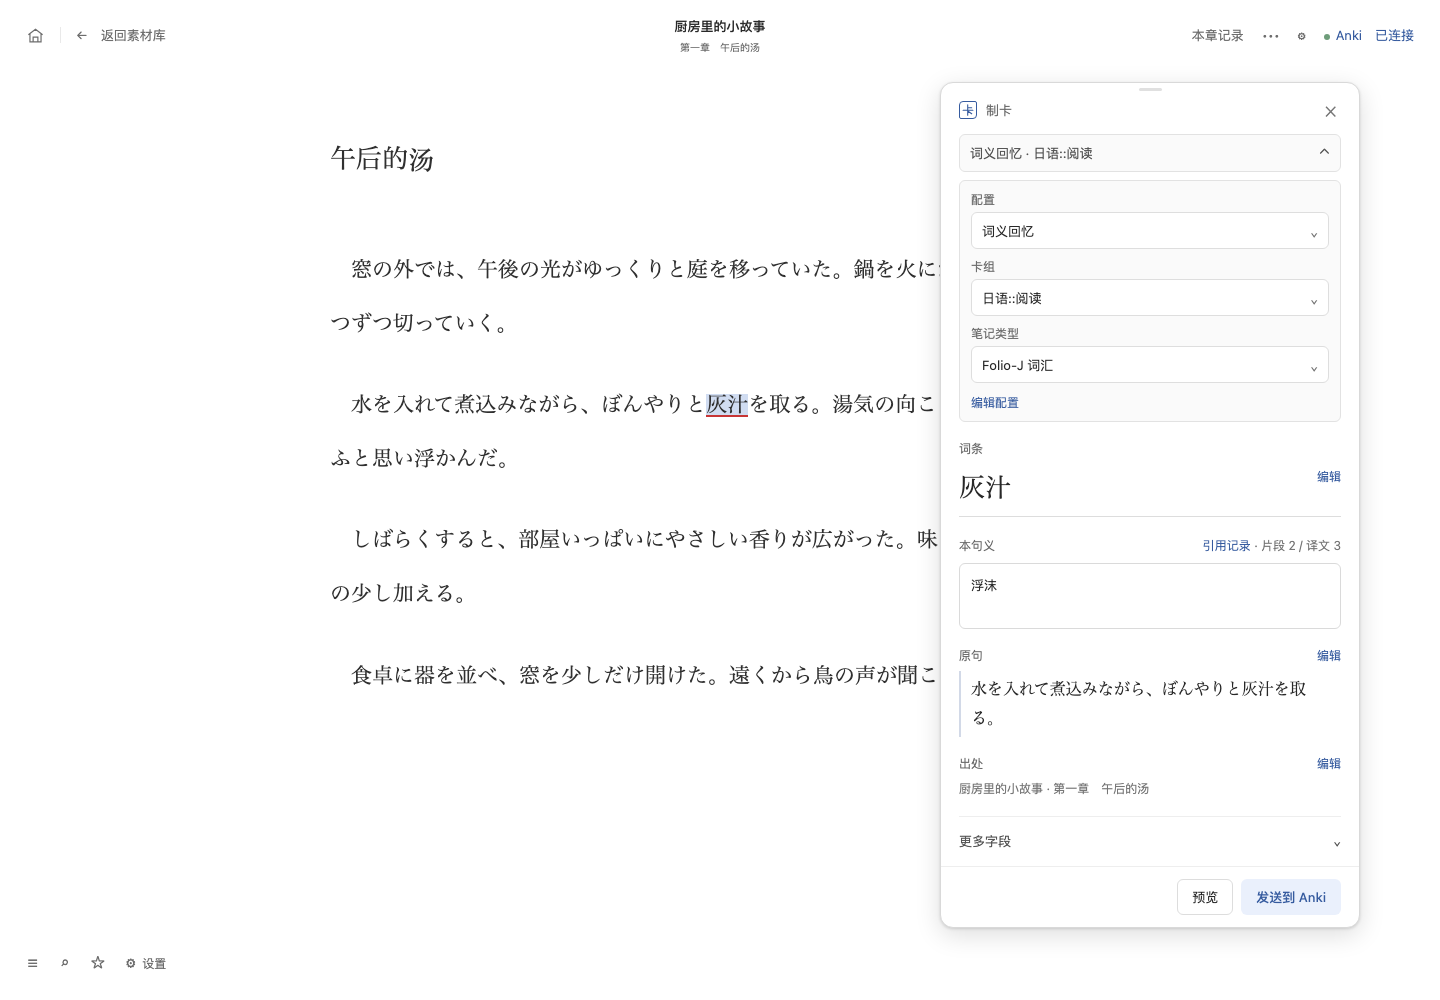 返回素材库
厨房里的小故事
第一章 午后的汤
本章记录
Anki 已连接
午后的汤
窓の外では、午後の光がゆっくりと庭を移っていた。鍋を火に
つずつ切っていく。
水を入れて煮込みながら、ぼんやりと灰汁を取る。湯気の向こ
ふと思い浮かんだ。
しばらくすると、部屋いっぱいにやさしい香りが広がった。味
の少し加える。
食卓に器を並べ、窓を少しだけ開けた。遠くから鳥の声が聞こ
设置
卡 制卡
词义回忆 · 日语::阅读
配置
词义回忆
卡组
日语::阅读
笔记类型
Folio-J 词汇
编辑配置
词条
灰汁
编辑
本句义
引用记录 · 片段 2 / 译文 3
浮沫
原句
编辑
水を入れて煮込みながら、ぼんやりと灰汁を取
る。
出处
编辑
厨房里的小故事 · 第一章 午后的汤
更多字段
预览
发送到 Anki